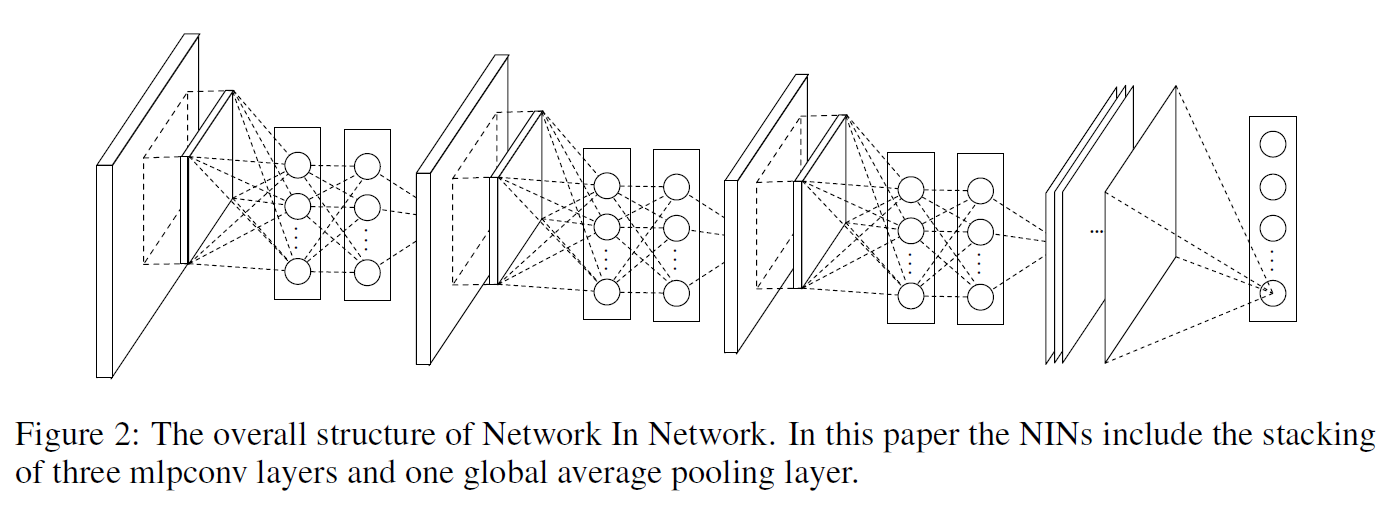 ...
Figure 2: The overall structure of Network In Network. In this paper the NINs include the stacking
of three mlpconv layers and one global average pooling layer.